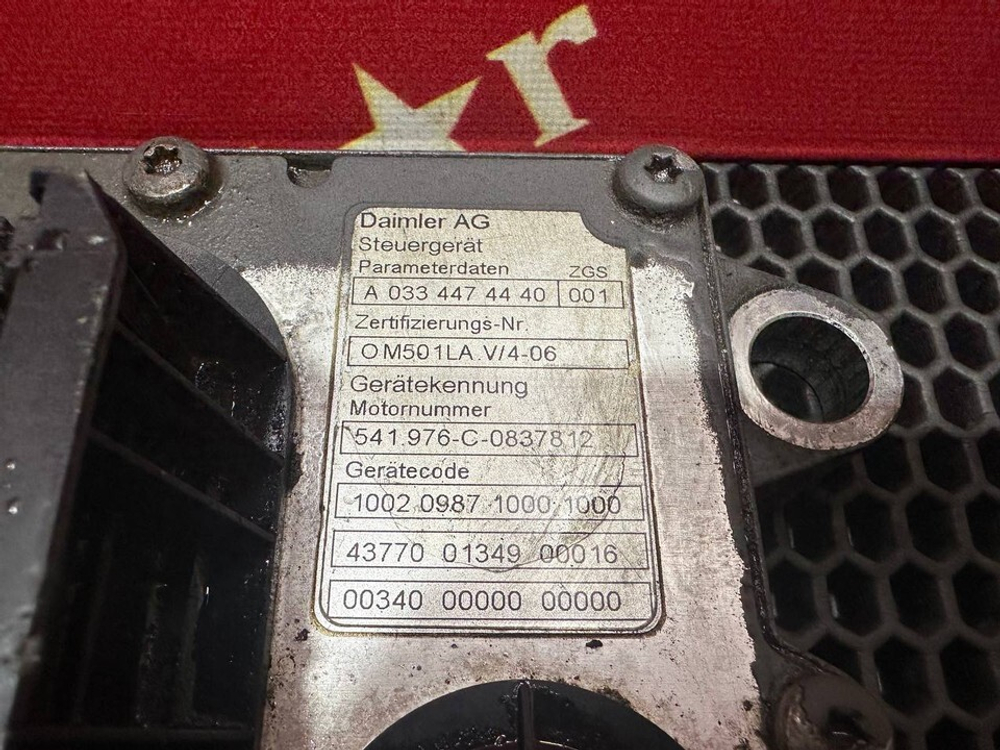 r
Daimler AG
Steuergerät
Parameterdaten ZGS
A 033 447 44 40 001
Zertifizierungs-Nr.
OM501LA.V/4-06
Gerätekennung
Motornummer
541.976-C-0837812
Gerätecode
1002 0987 1000 1000
43770 01349 00016
00340 00000 00000